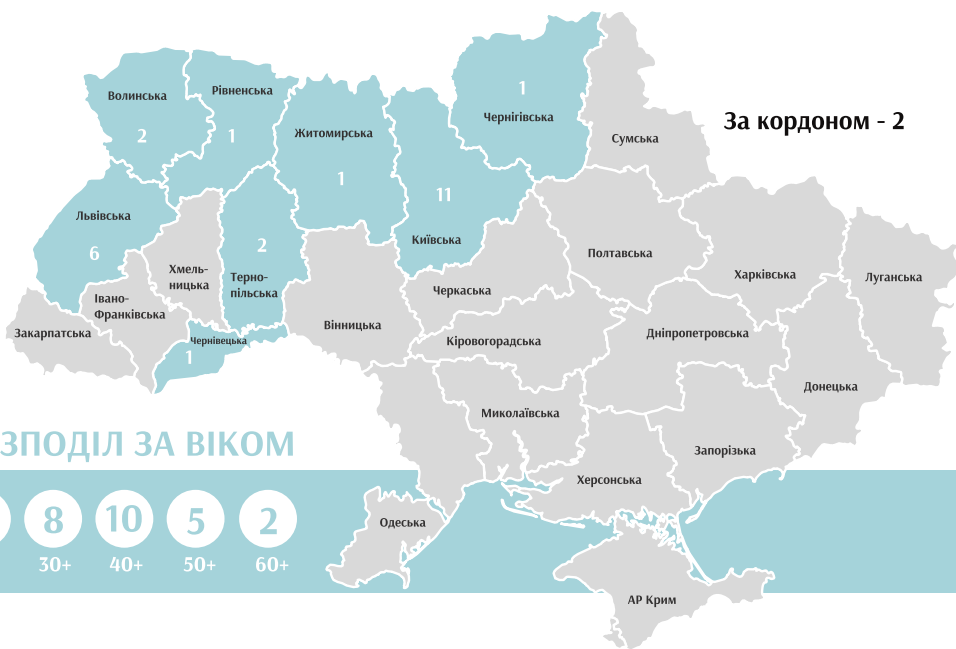 Волинська
2
Рівненська
1
Житомирська
1
1
Чернігівська
11
Київська
Сумська
За кордоном - 2
Львівська
6
Хмель-
ницька
2
Терно-
пільська
Івано-
Франківська
Закарпатська
Чернівецька
1
Вінницька
Черкаська
Кіровогradська
Полтавська
Харківська
Луганська
Дніпропетровська
Донецька
Миколаївська
Запорізька
Херсонська
Одеська
АР Крим
ЗПОДІЛ ЗА ВІКОМ
8 10 5 2
30+ 40+ 50+ 60+